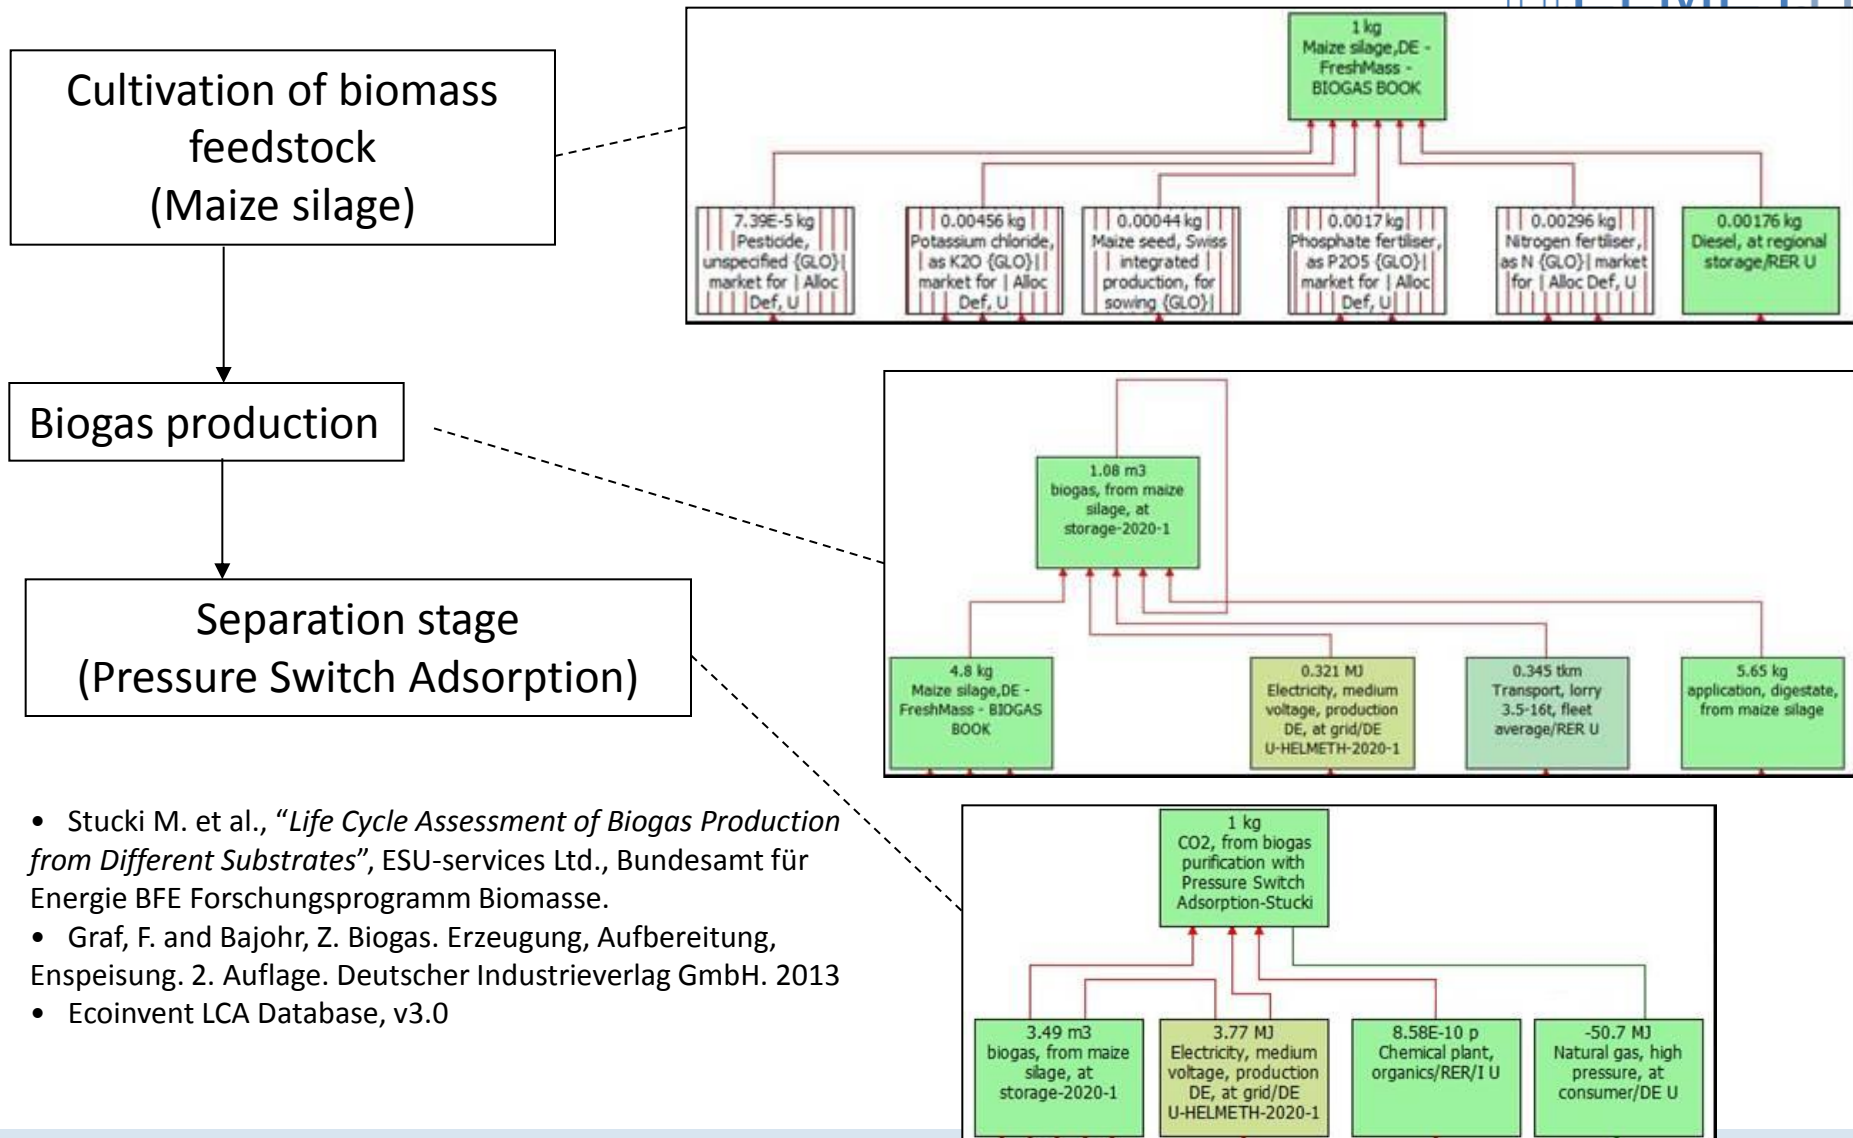 Cultivation of biomass
feedstock
(Maize silage)
1 kg
Maize silage,DE -
FreshMass -
BIOGAS BOOK
7.39E-5 kg
Pesticide,
unspecified {GLO}|
market for | Alloc
Def, U
0.00456 kg
Potassium chloride,
as K2O {GLO}|
market for | Alloc
Def, U
0.00044 kg
Maize seed, Swiss
integrated
production, for
sowing {GLO}|
0.0017 kg
Phosphate fertiliser,
as P2O5 {GLO}|
market for | Alloc
Def, U
0.00296 kg
Nitrogen fertiliser,
as N {GLO}| market
for | Alloc Def, U
0.00176 kg
Diesel, at regional
storage/RER U
Biogas production
1.08 m3
biogas, from maize
silage, at
storage-2020-1
4.8 kg
Maize silage,DE -
FreshMass - BIOGAS
BOOK
0.321 MJ
Electricity, medium
voltage, production
DE, at grid/DE
U-HELMETH-2020-1
0.345 tkm
Transport, lorry
3.5-16t, fleet
average/RER U
5.65 kg
application, digestate,
from maize silage
Separation stage
(Pressure Switch Adsorption)
1 kg
CO2, from biogas
purification with
Pressure Switch
Adsorption-Stucki
3.49 m3
biogas, from maize
silage, at
storage-2020-1
3.77 MJ
Electricity, medium
voltage, production
DE, at grid/DE
U-HELMETH-2020-1
8.58E-10 p
Chemical plant,
organics/RER/I U
-50.7 MJ
Natural gas, high
pressure, at
consumer/DE U
• Stucki M. et al., “Life Cycle Assessment of Biogas Production
from Different Substrates”, ESU-services Ltd., Bundesamt für
Energie BFE Forschungsprogramm Biomasse.
• Graf, F. and Bajohr, Z. Biogas. Erzeugung, Aufbereitung,
Enspeisung. 2. Auflage. Deutscher Industrieverlag GmbH. 2013
• Ecoinvent LCA Database, v3.0